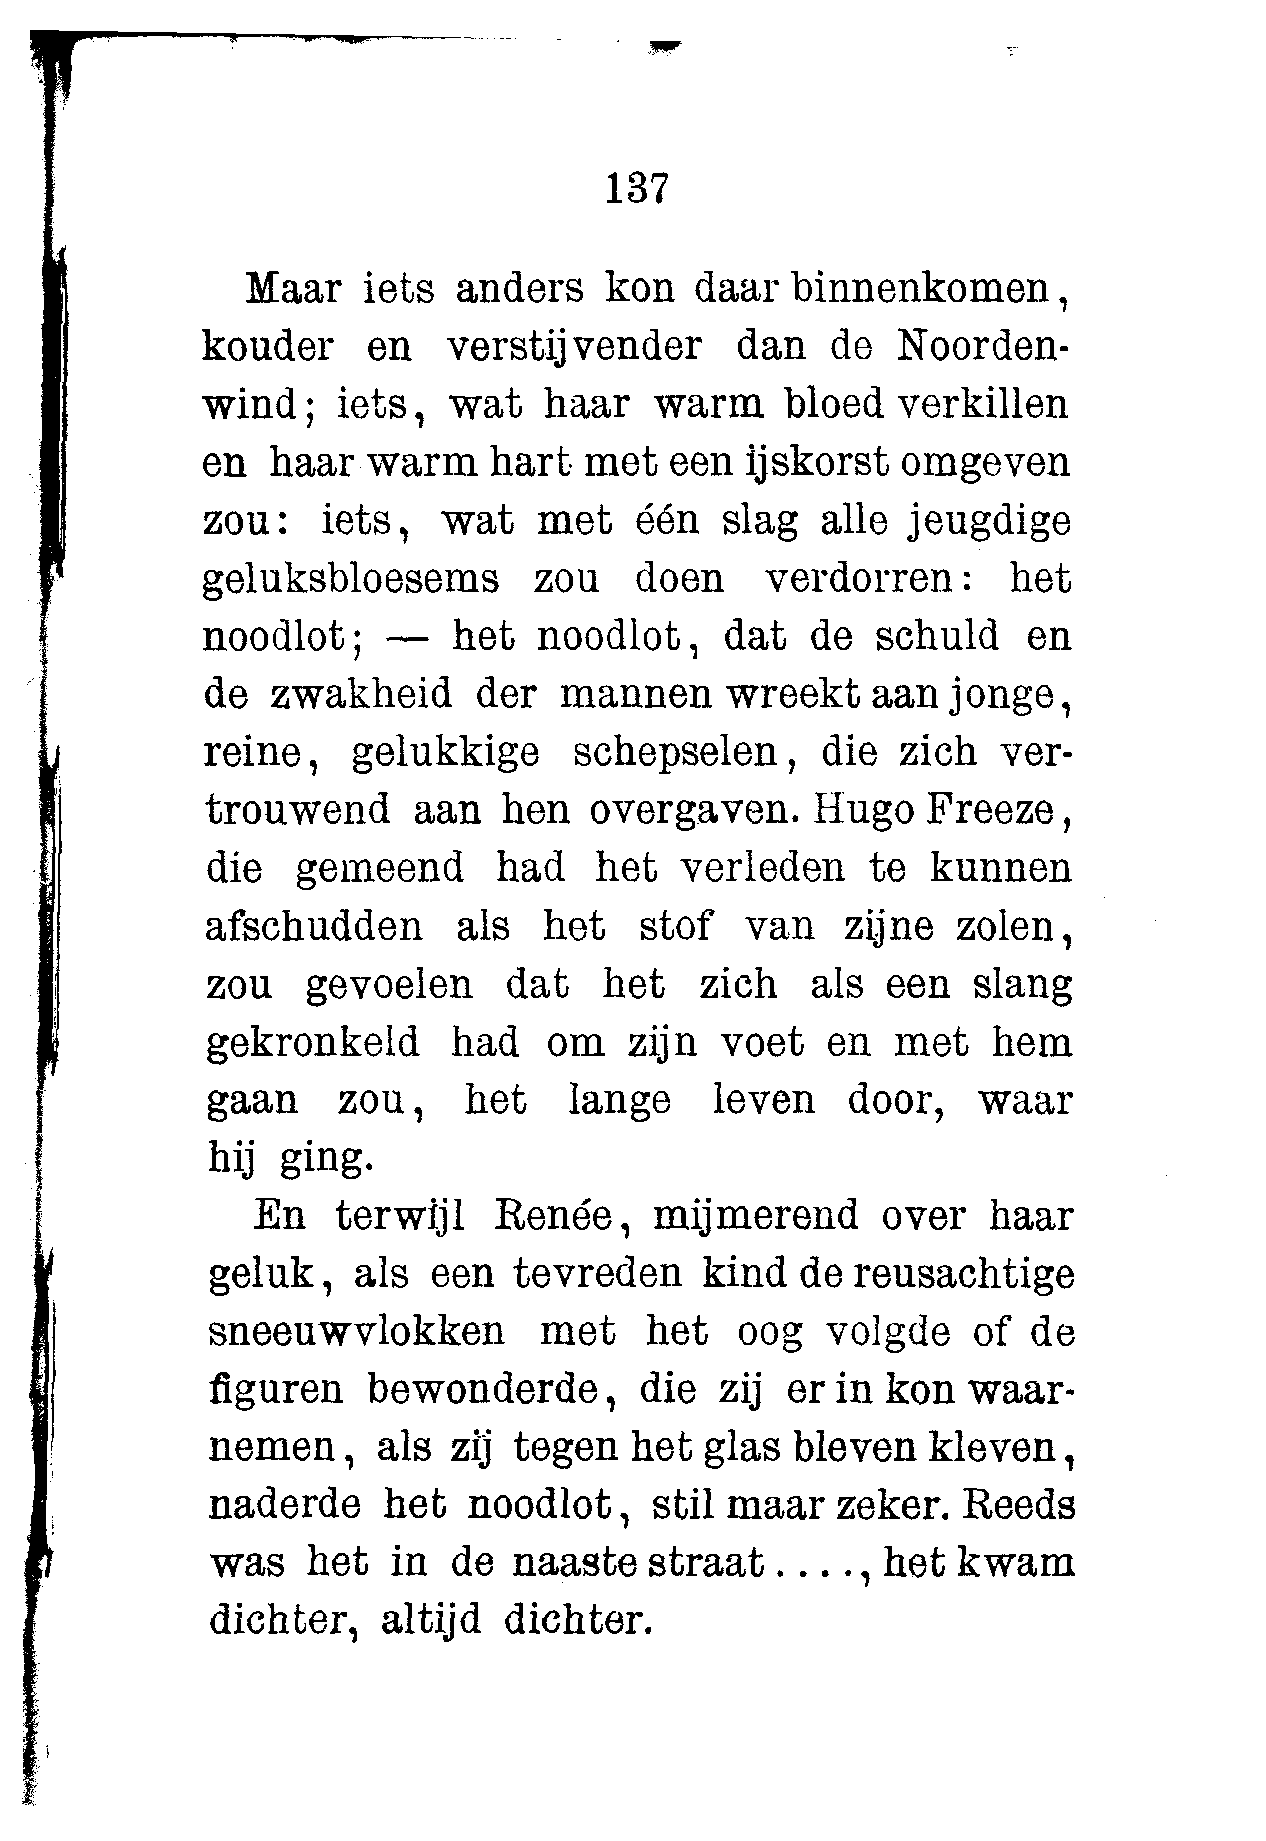 137
Maar iets anders kon daar binnenkomen,
kouder en verstijvender dan de Noorden-
wind; iets, wat haar warm bloed verkillen
en haar warm hart met een ijskorst omgeven
zou: iets, wat met één slag alle jeugdige
geluksbloesems zou doen verdorren: het
noodlot; — het noodlot, dat de schuld en
de zwakheid der mannen wreekt aan jonge,
reine, gelukkige schepselen, die zich ver-
trouwend aan hen overgaven. Hugo Freeze,
die gemeend had het verleden te kunnen
afschudden als het stof van zijne zolen,
zou gevoelen dat het zich als een slang
gekronkeld had om zijn voet en met hem
gaan zou, het lange leven door, waar
hij ging.
En terwijl Renée, mijmerend over haar
geluk, als een tevreden kind de reusachtige
sneeuwvlokken met het oog volgde of de
figuren bewonderde, die zij er in kon waar-
nemen, als zij tegen het glas bleven kleven,
naderde het noodlot, stil maar zeker. Reeds
was het in de naaste straat...., het kwam
dichter, altijd dichter.